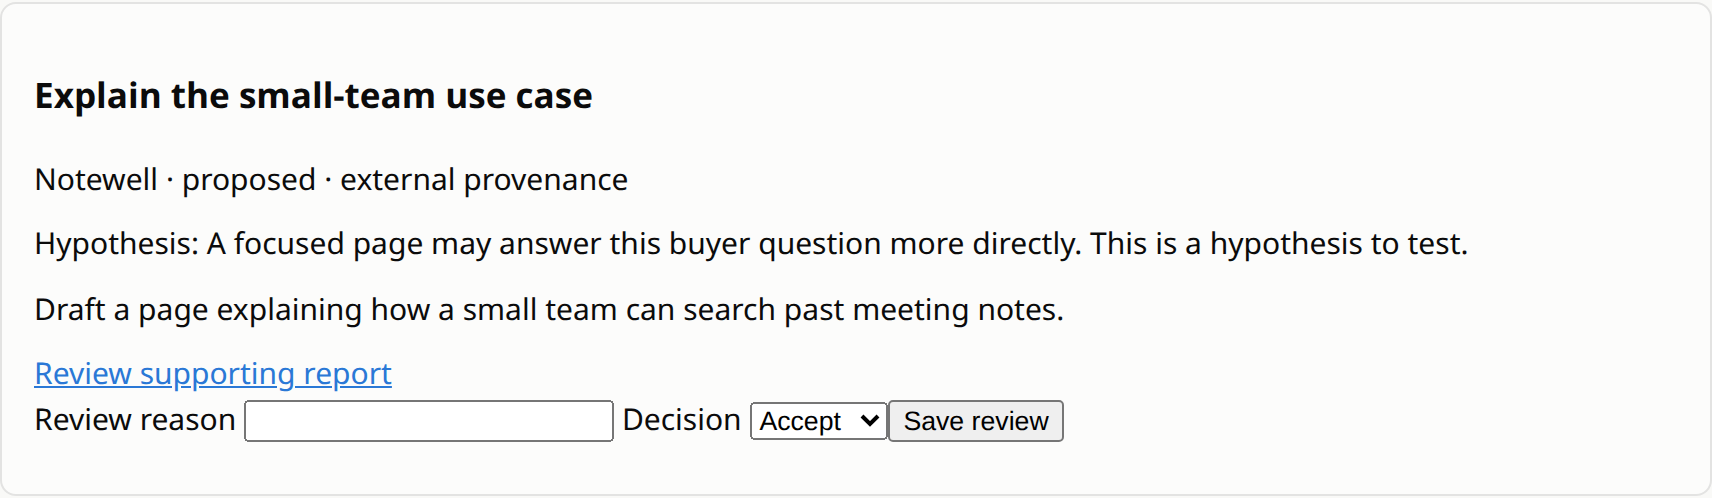 Explain the small-team use case
Notewell · proposed · external provenance
Hypothesis: A focused page may answer this buyer question more directly. This is a hypothesis to test.
Draft a page explaining how a small team can search past meeting notes.
Review supporting report
Review reason Decision Accept Save review